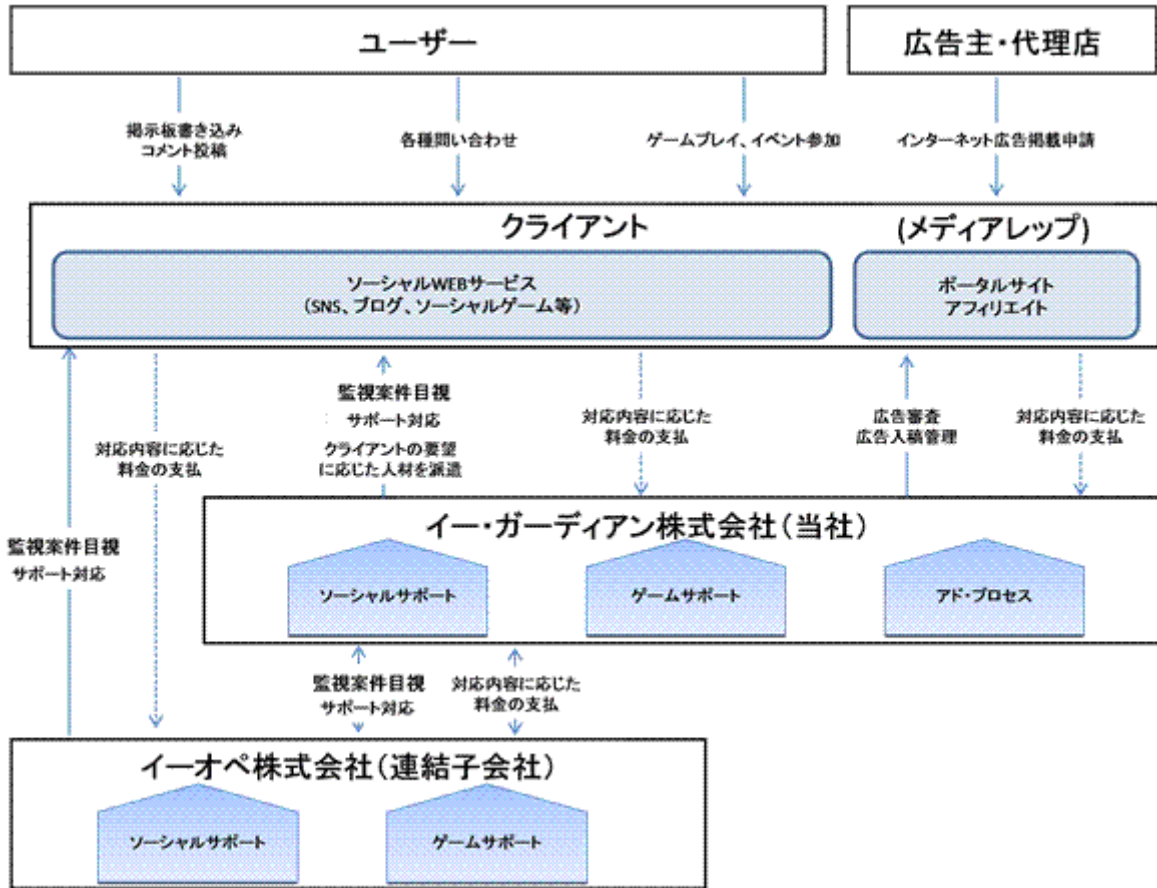 ユーザー
広告主・代理店
掲示板書き込み
コメント投稿
各種問い合わせ
ゲームプレイ、イベント参加
インターネット広告掲載申請
クライアント
(メディアレップ)
ソーシャルWEBサービス
（SNS、ブログ、ソーシャルゲーム等）
ポータルサイト
アフィリエイト
対応内容に応じた
料金の支払
監視案件目視
サポート対応
クライアントの要望
に応じた人材を派遣
対応内容に応じた
料金の支払
広告審査
広告入稿管理
対応内容に応じた
料金の支払
監視案件目視
サポート対応
イー・ガーディアン株式会社（当社）
ソーシャルサポート
ゲームサポート
アド・プロセス
監視案件目視
サポート対応
対応内容に応じた
料金の支払
イーオペ株式会社（連結子会社）
ソーシャルサポート
ゲームサポート